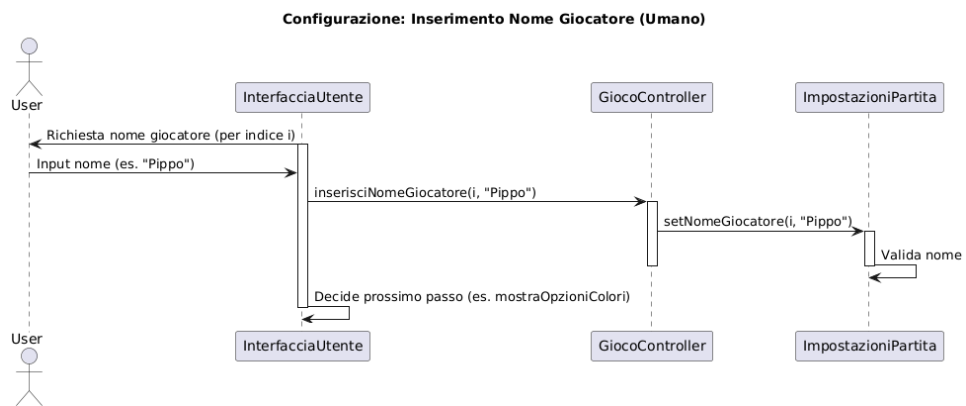 Configurazione: Inserimento Nome Giocatore (Umano)
User
InterfacciaUtente
GiocoController
ImpostazioniPartita
Richiesta nome giocatore (per indice i)
Input nome (es. "Pippo")
inserisciNomeGiocatore(i, "Pippo")
setNomeGiocatore(i, "Pippo")
Valida nome
Decide prossimo passo (es. mostraOpzioniColori)
User
InterfacciaUtente
GiocoController
ImpostazioniPartita